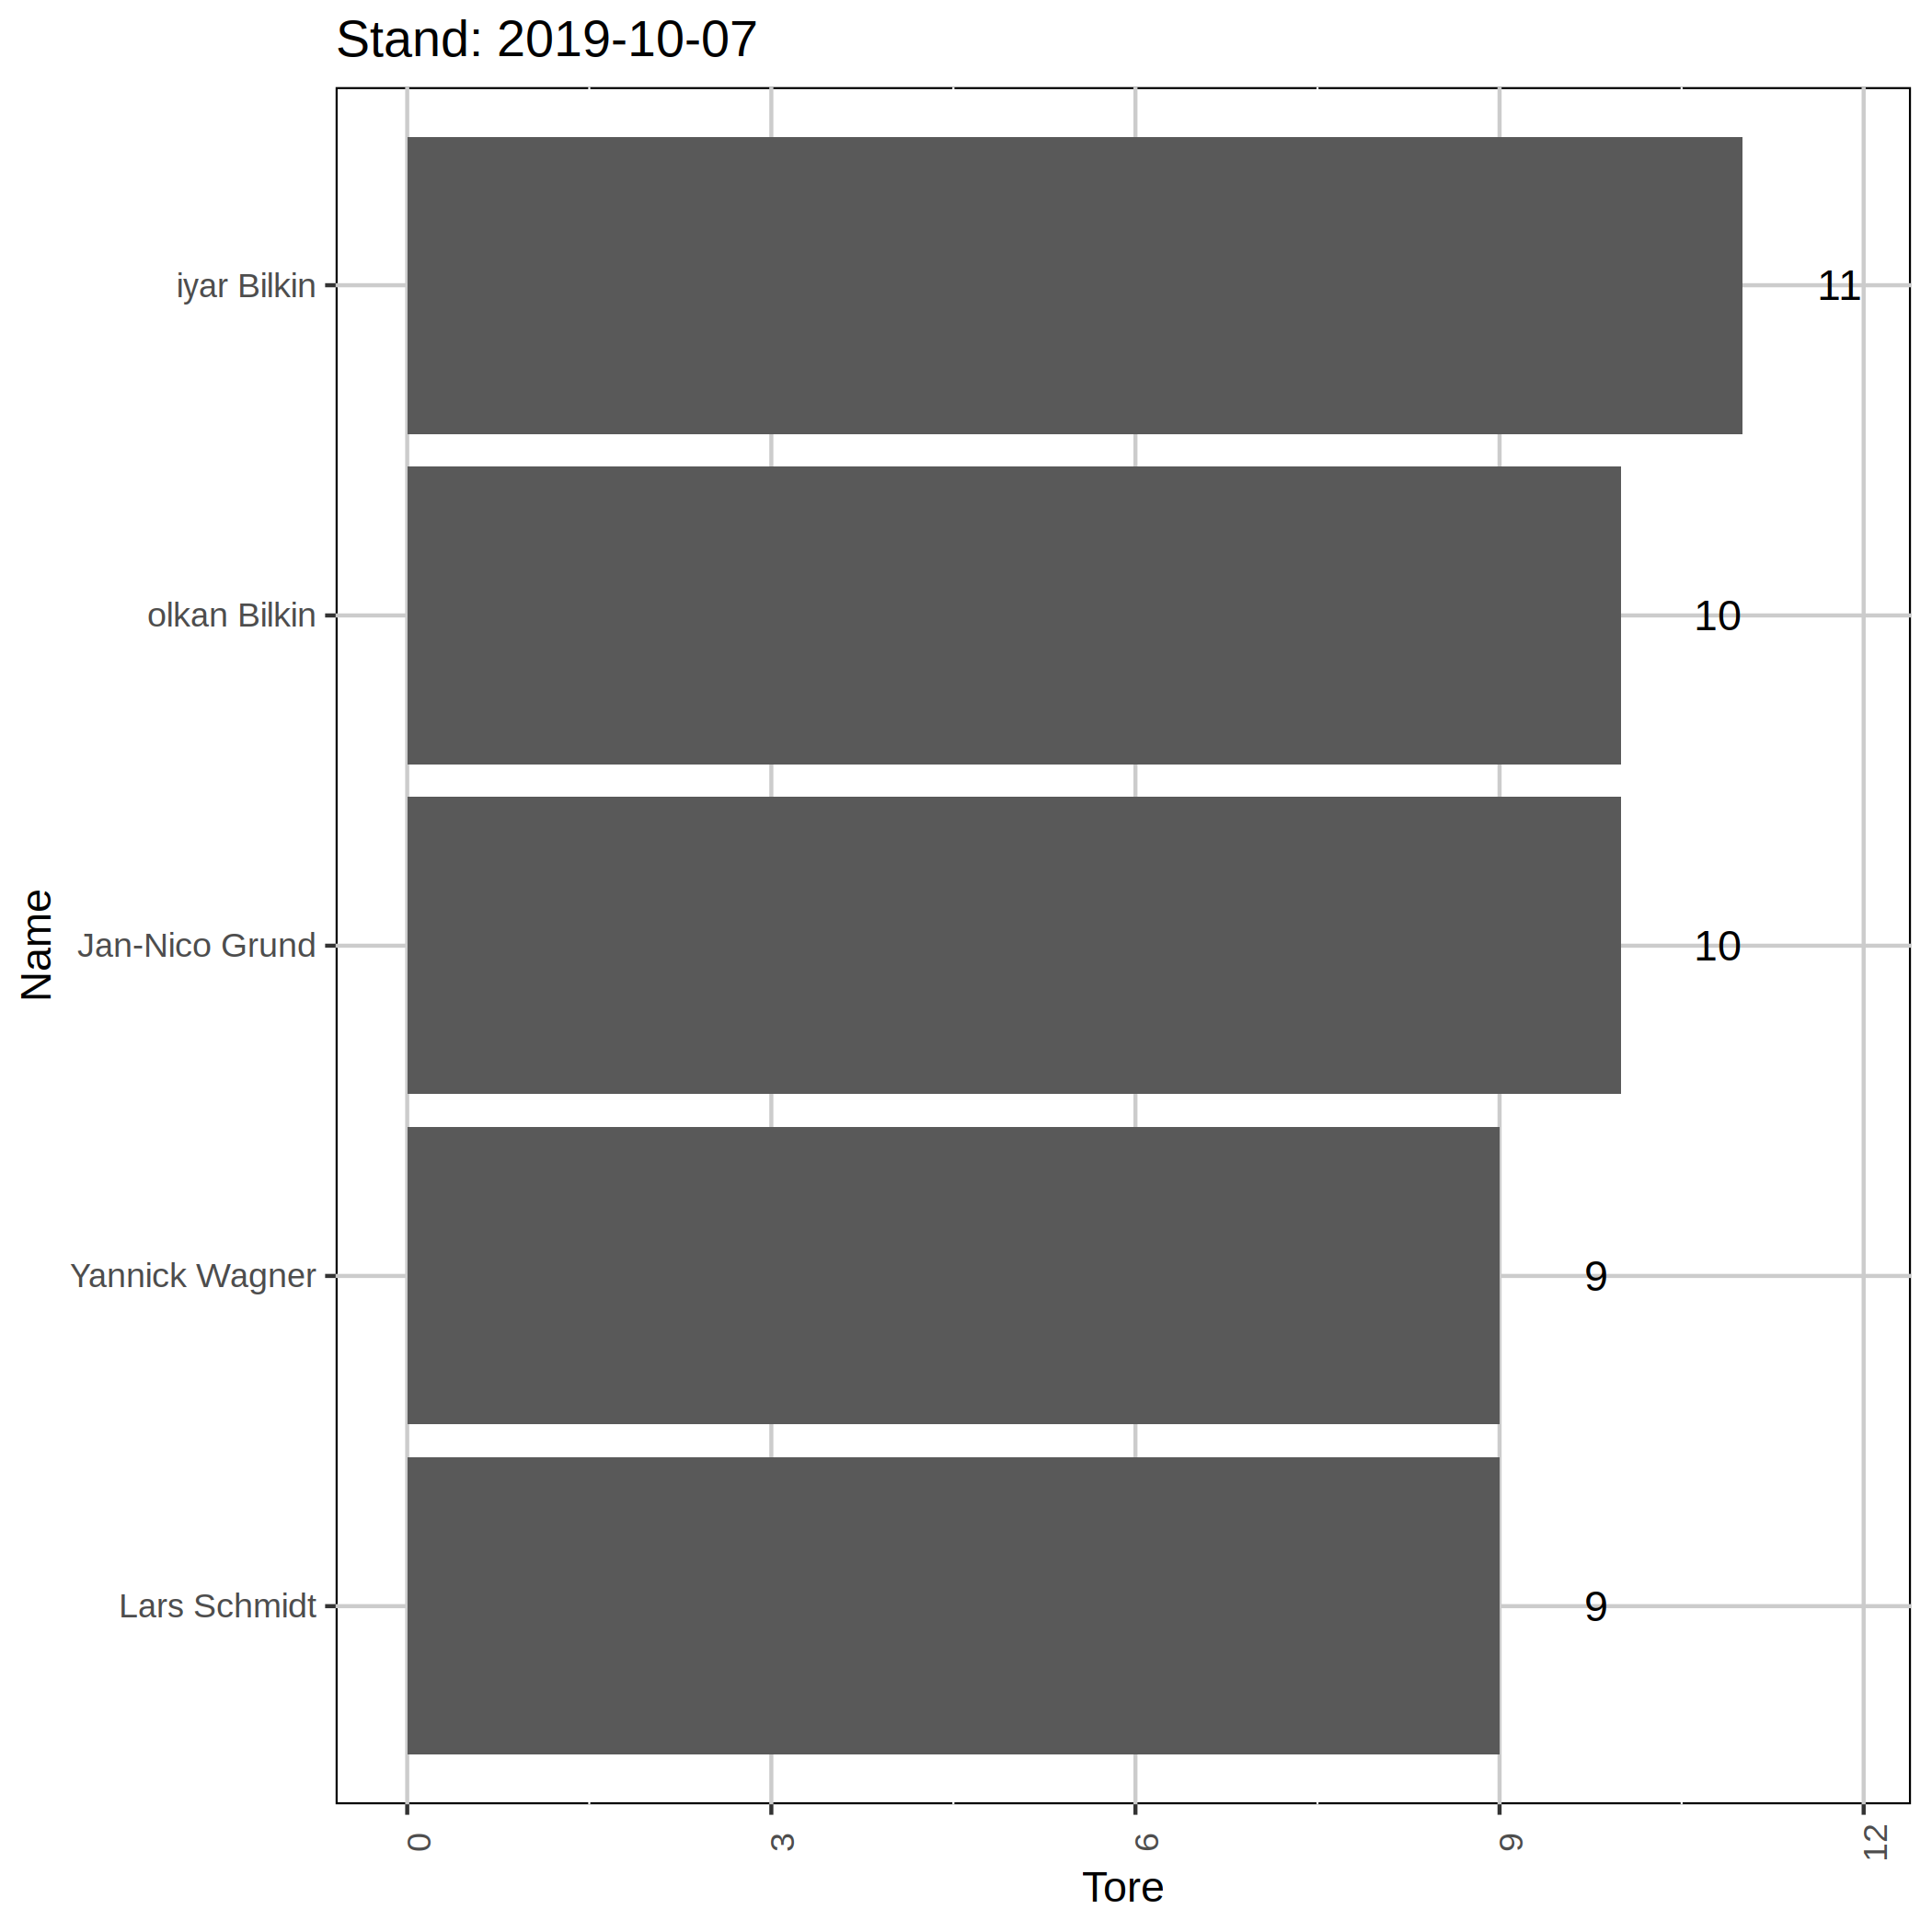 Stand: 2019-10-07
Name
iyar Bilkin
11
olkan Bilkin
10
Jan-Nico Grund
10
Yannick Wagner
9
Lars Schmidt
9
0
3
6
9
12
Tore